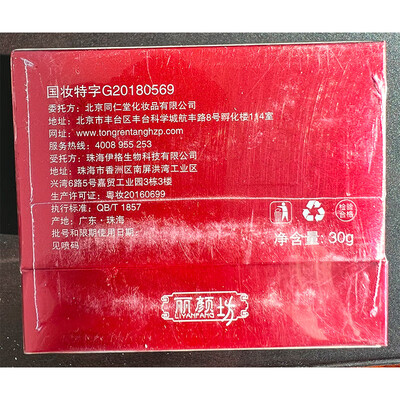 国妆特字G20180569
委托方：北京同仁堂化妆品有限公司
地址：北京市丰台区丰台科学城航丰路8号孵化楼114室
www.tongrentanghzp.com
服务热线：4008 955 253
受托方：珠海伊格生物科技有限公司
地址：珠海市香洲区南屏洪湾工业区
兴湾6路5号嘉贸工业园3栋3楼
生产许可证：粤妆20160699
执行标准：QB/T 1857
产地：广东·珠海
批号和限期使用日期：
见喷码
检验合格
净含量：30g
丽颜坊
LIYANFANG